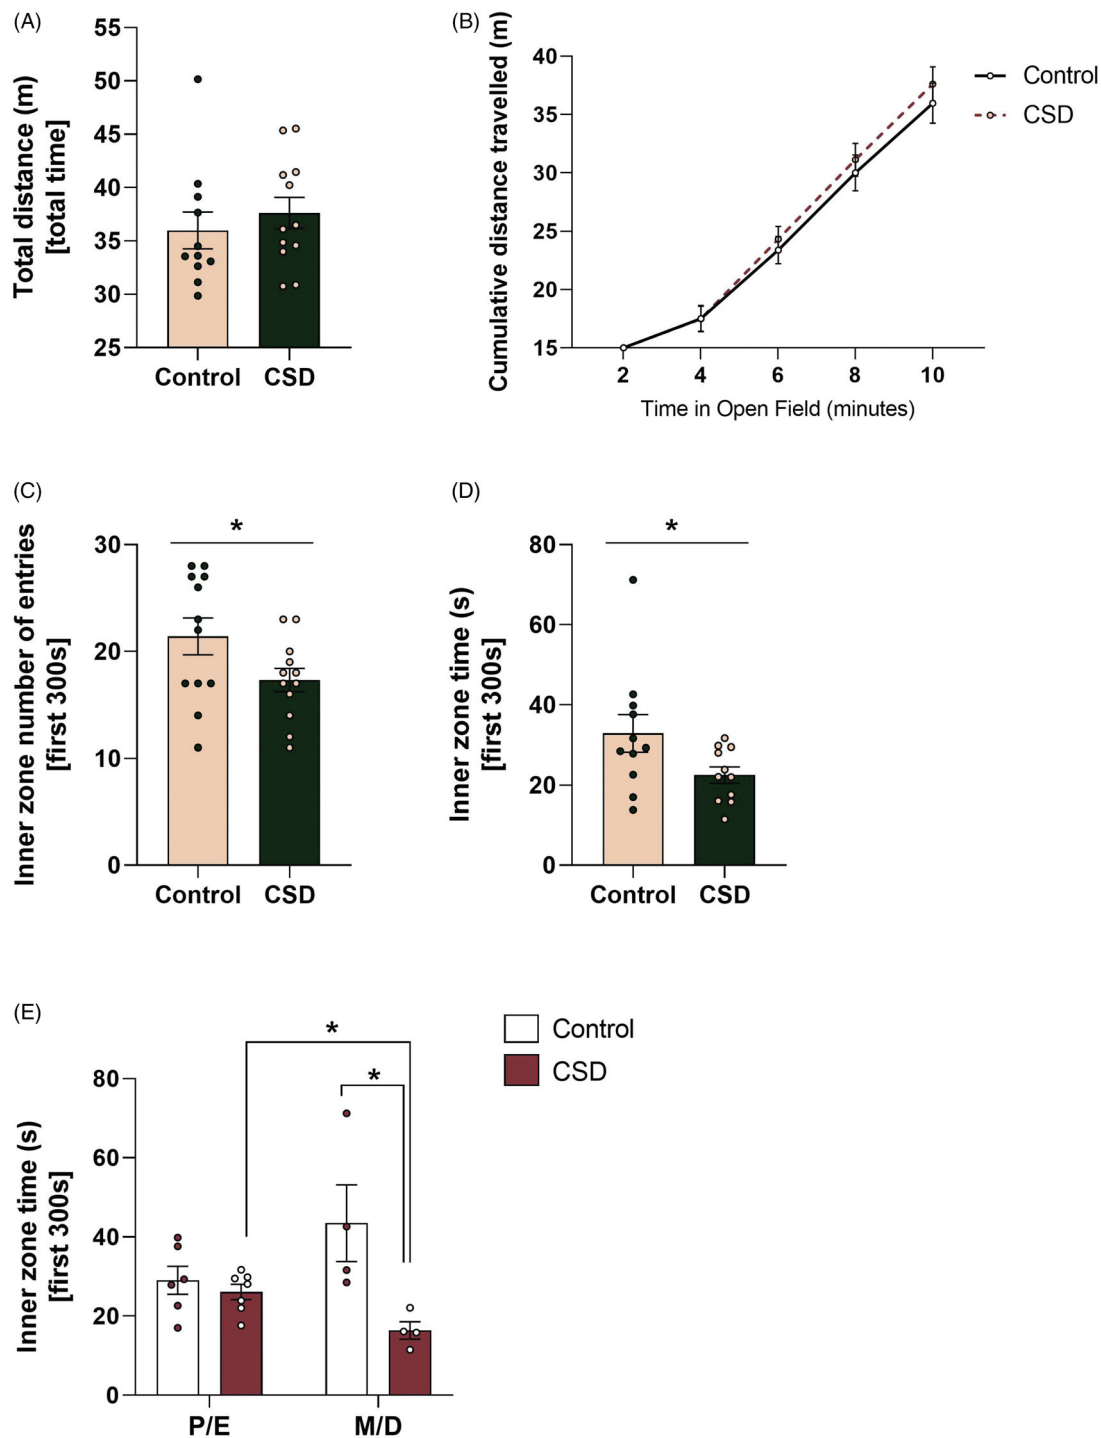 (A)
Total distance (m)
[total time]
55
50
45
40
35
30
25
Control
CSD
(B)
Cumulative distance travelled (m)
40
35
30
25
20
15
2
4
6
8
10
Time in Open Field (minutes)
Control
CSD
(C)
Inner zone number of entries
[first 300s]
30
20
10
0
*
Control
CSD
(D)
Inner zone time (s)
[first 300s]
80
60
40
20
0
*
Control
CSD
(E)
Inner zone time (s)
[first 300s]
80
60
40
20
0
*
*
P/E
M/D
Control
CSD